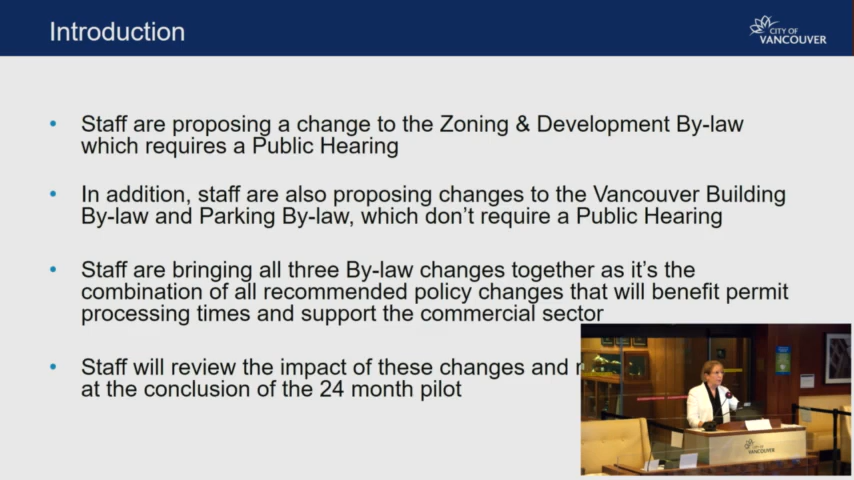 Introduction
CITY OF
VANCOUVER
• Staff are proposing a change to the Zoning & Development By-law
which requires a Public Hearing
• In addition, staff are also proposing changes to the Vancouver Building
By-law and Parking By-law, which don't require a Public Hearing
• Staff are bringing all three By-law changes together as it's the
combination of all recommended policy changes that will benefit permit
processing times and support the commercial sector
• Staff will review the impact of these changes and
at the conclusion of the 24 month pilot
CITY OF
VANCOUVER